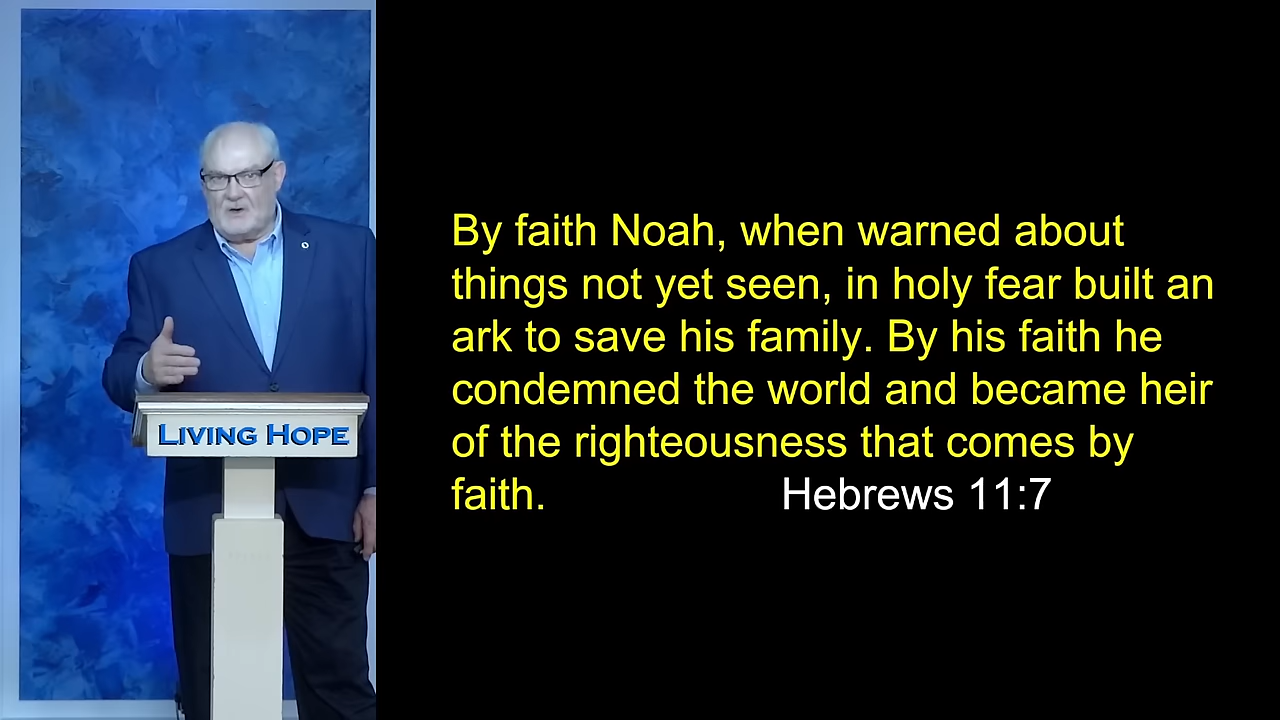 LIVING HOPE
By faith Noah, when warned about
things not yet seen, in holy fear built an
ark to save his family. By his faith he
condemned the world and became heir
of the righteousness that comes by
faith. Hebrews 11:7